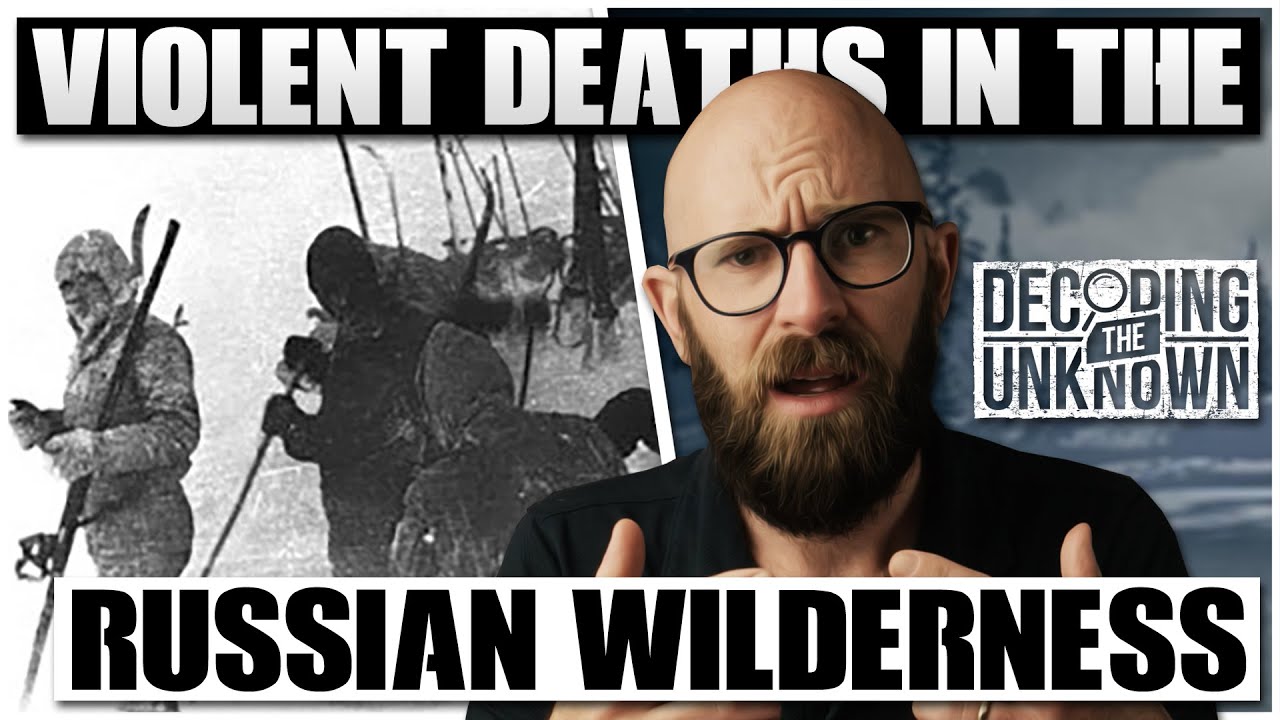 VIOLENT DEATHS IN THE
DECODING
THE
UNKNOWN
RUSSIAN WILDERNESS